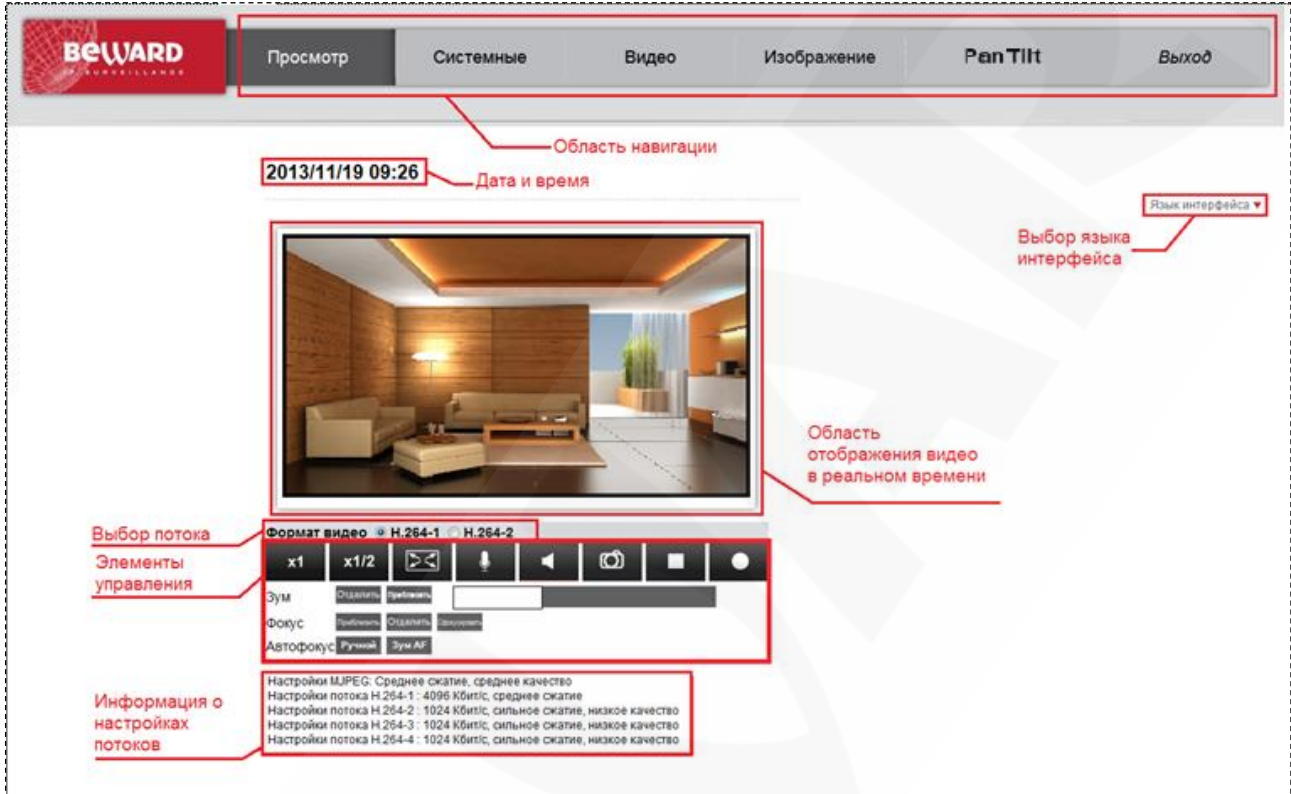 BEWARD
IP SURVEILLANCE
Просмотр
Системные
Видео
Изображение
Pan Tilt
Выход
Область навигации
2013/11/19 09:26
Дата и время
Язык интерфейса
Выбор языка
интерфейса
Область
отображения видео
в реальном времени
Выбор потока
Формат видео H.264-1 H.264-2
Элементы
управления
x1 x1/2
Зум Отдалить Приблизить
Фокус Приблизить Отдалить Сфокусировать
Автофокус Ручной Зум AF
Информация о
настройках
потоков
Настройки MJPEG: Среднее сжатие, среднее качество
Настройки потока H.264-1 : 4096 Кбит/с, среднее сжатие
Настройки потока H.264-2 : 1024 Кбит/с, сильное сжатие, низкое качество
Настройки потока H.264-3 : 1024 Кбит/с, сильное сжатие, низкое качество
Настройки потока H.264-4 : 1024 Кбит/с, сильное сжатие, низкое качество